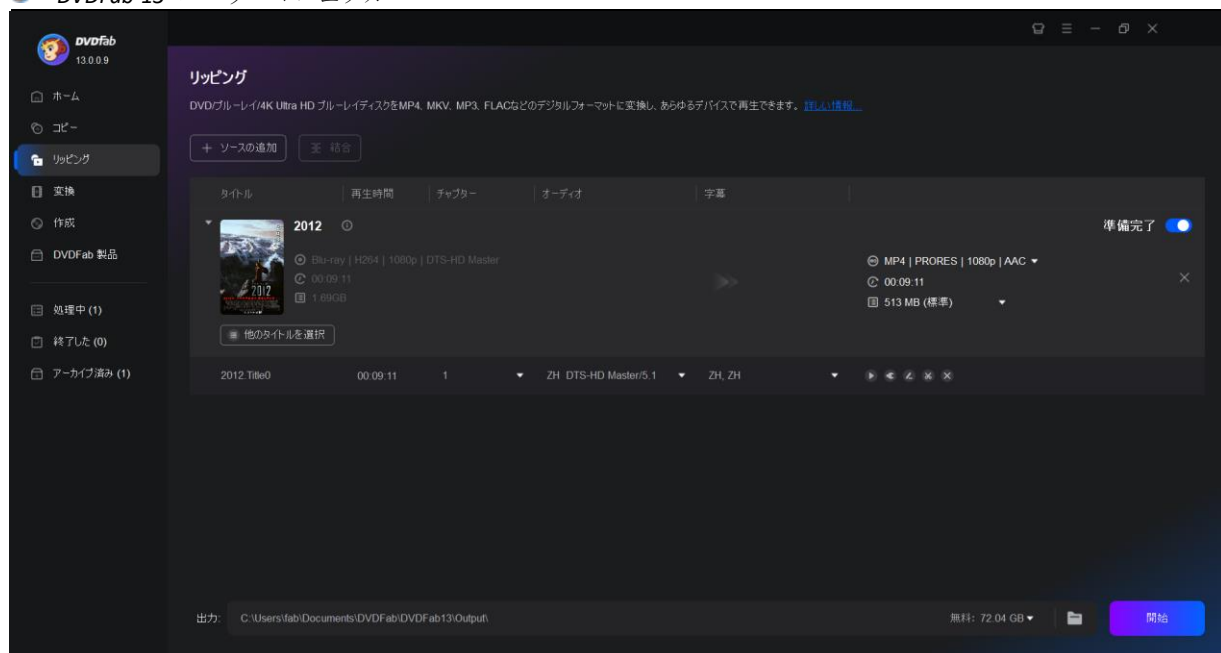 DVDFab 13
DVDFab
13.0.0.9
ホーム
コピー
リッピング
変換
作成
DVDFab 製品
処理中 (1)
終了した (0)
アーカイブ済み (1)
リッピング
DVD/ブルーレイ/4K Ultra HD ブルーレイディスクをMP4、MKV、MP3、FLACなどのデジタルフォーマットに変換し、あらゆるデバイスで再生できます。 詳しい情報...
＋ ソースの追加 結合
タイトル 再生時間 チャプター オーディオ 字幕
2012 準備完了
Blu-ray | H264 | 1080p | DTS-HD Master
00:09:11
1.69GB
MP4 | PRORES | 1080p | AAC
00:09:11
513 MB (標準)
2012
他のタイトルを選択
2012.Title0 00:09:11 1 ZH DTS-HD Master/5.1 ZH, ZH
出力: C:\Users\fab\Documents\DVDFab\DVDFab13\Output\ 無料: 72.04 GB 開始